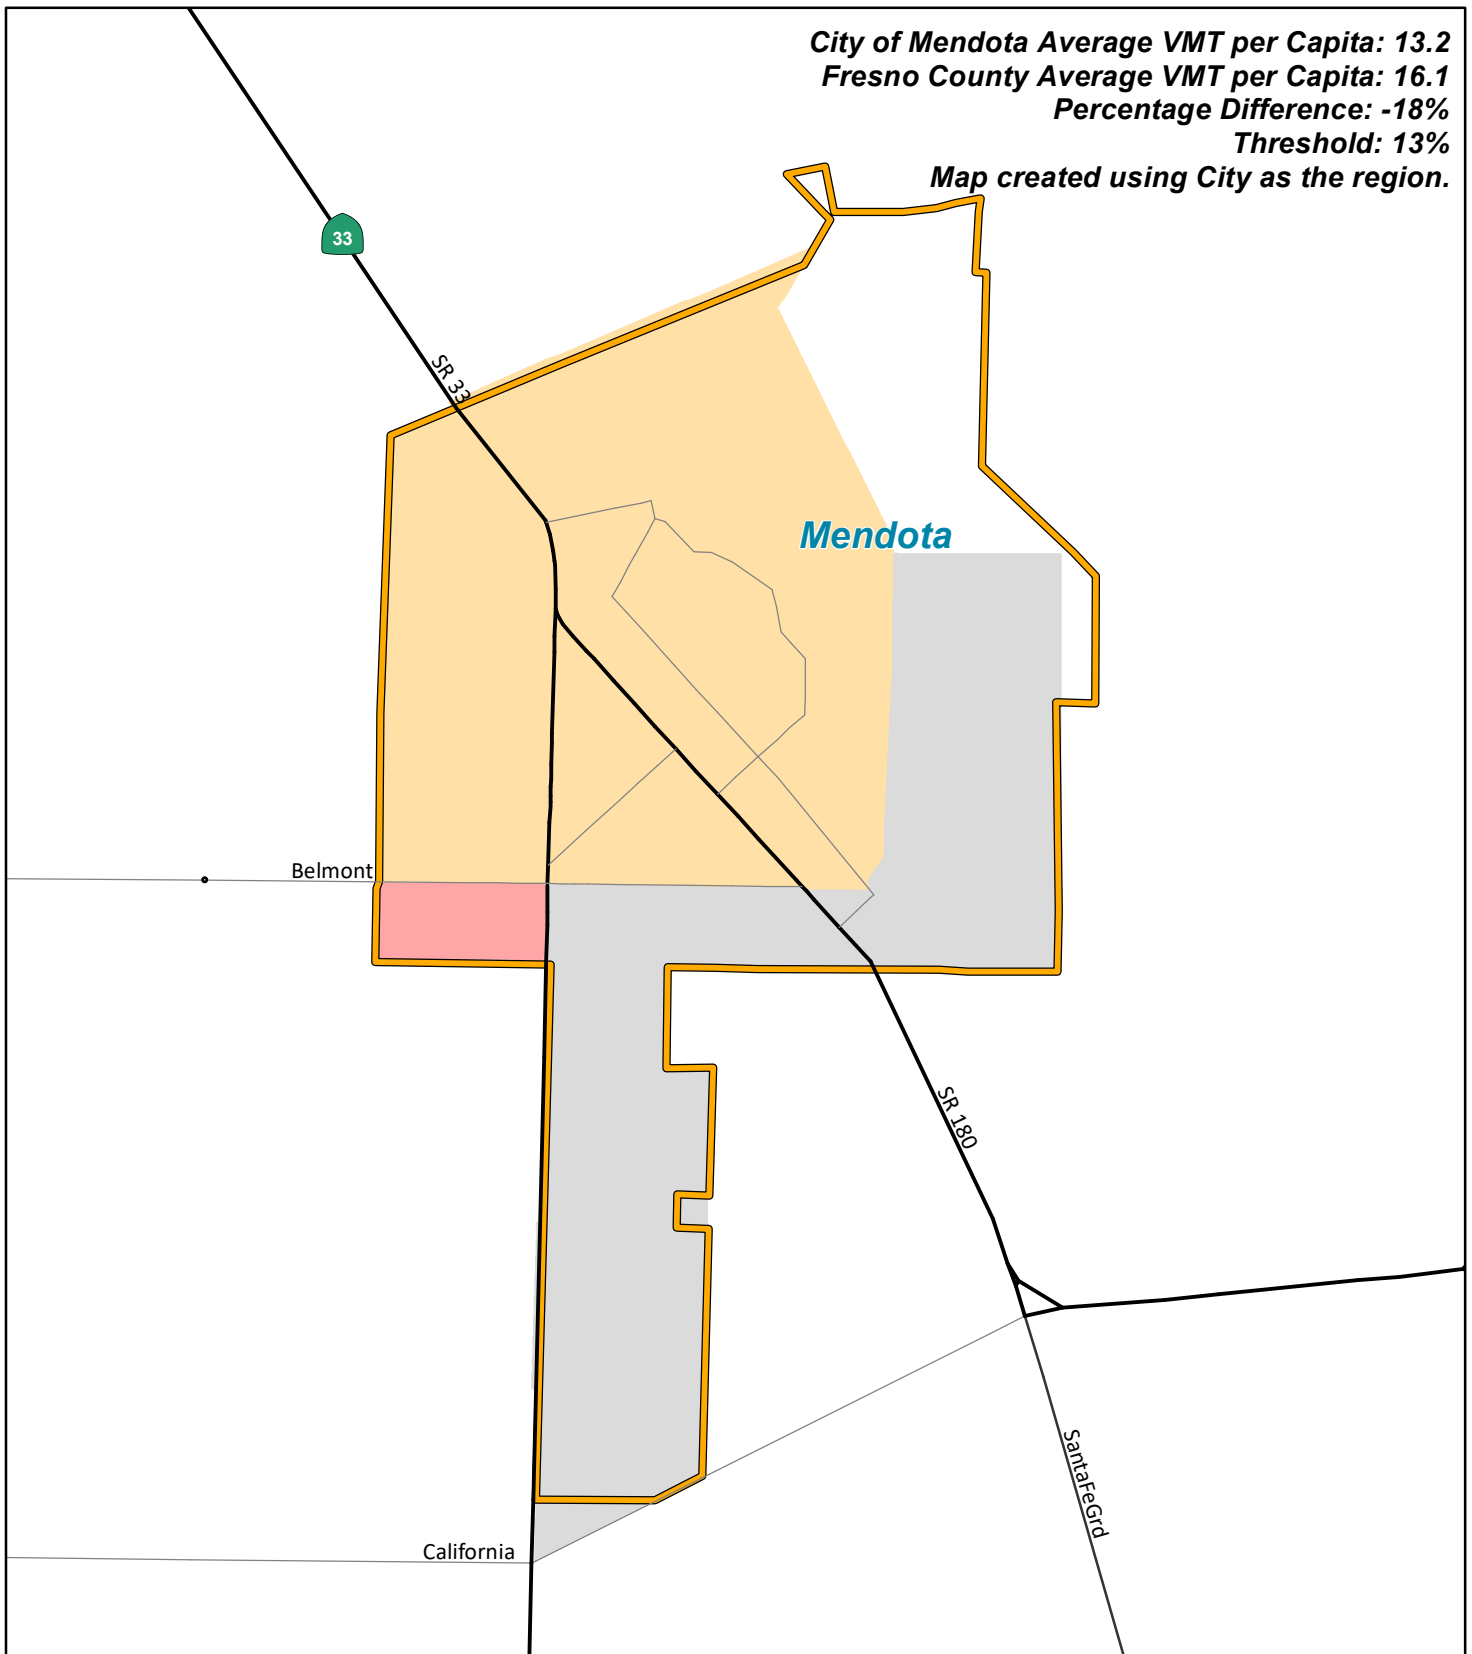 City of Mendota Average VMT per Capita: 13.2
Fresno County Average VMT per Capita: 16.1
Percentage Difference: -18%
Threshold: 13%
Map created using City as the region.
33
SR 33
Mendota
Belmont
SR 180
SantaFeGrd
California